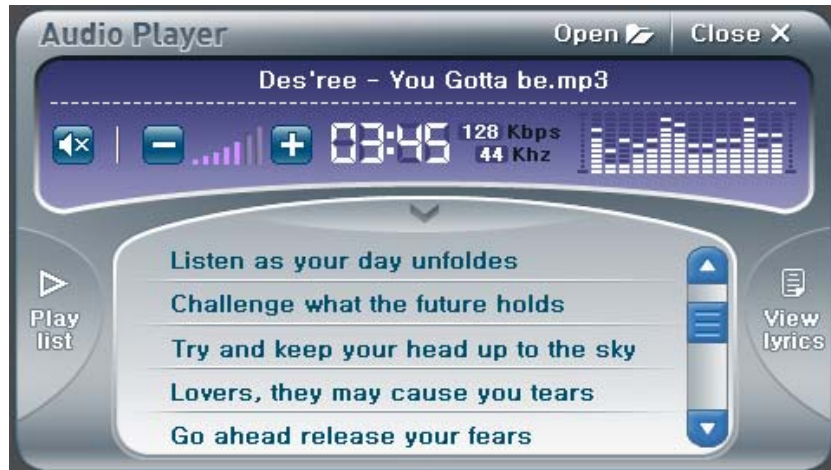 Audio Player
Open
Close X
Des'ree - You Gotta be.mp3
03:45
128 Kbps
44 Khz
Play list
View lyrics
Listen as your day unfoldes
Challenge what the future holds
Try and keep your head up to the sky
Lovers, they may cause you tears
Go ahead release your fears